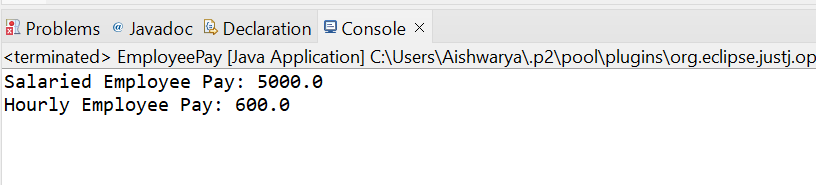 Problems Javadoc Declaration Console
<terminated> EmployeePay [Java Application] C:\Users\Aishwarya\.p2\pool\plugins\org.eclipse.justj.op
Salaried Employee Pay: 5000.0
Hourly Employee Pay: 600.0